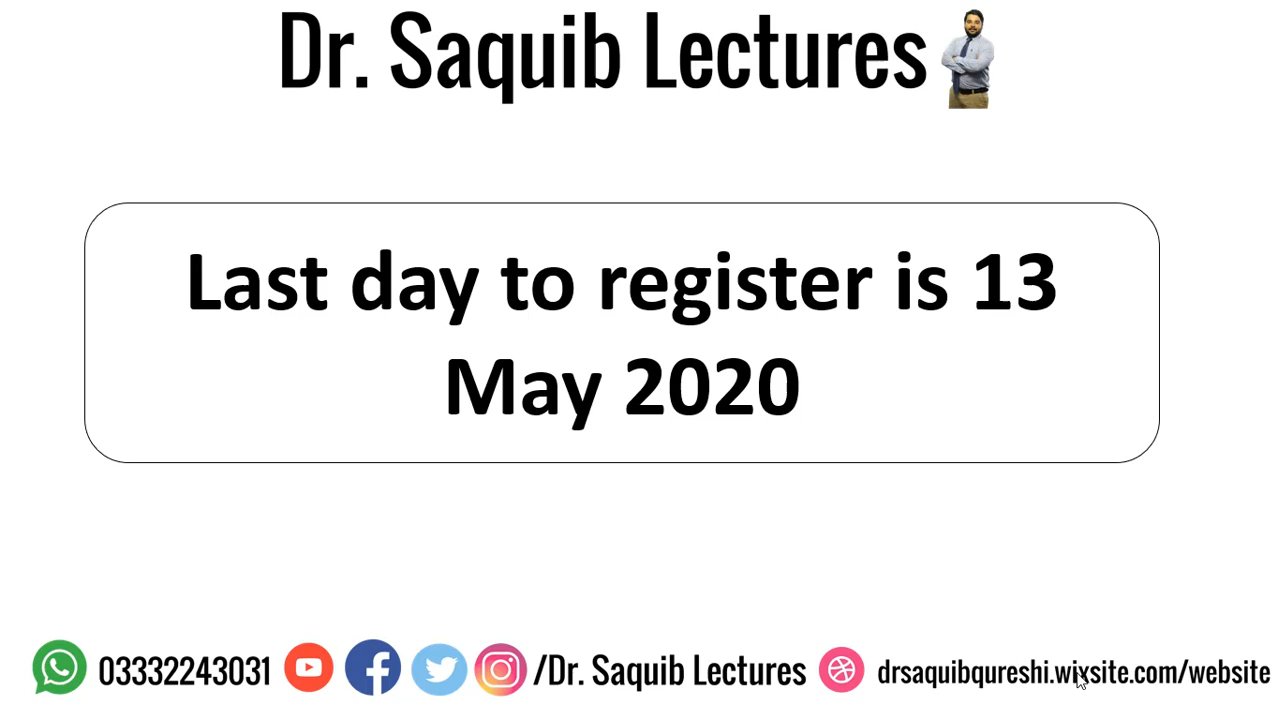 Dr. Saquib Lectures
Last day to register is 13
May 2020
03332243031 /Dr. Saquib Lectures drsaquibqureshi.wixsite.com/website